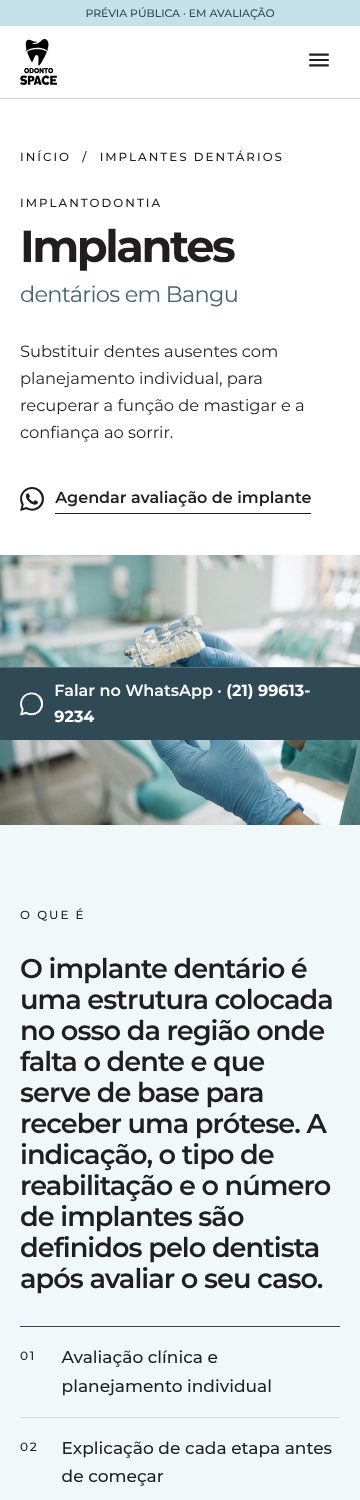 PRÉVIA PÚBLICA · EM AVALIAÇÃO
ODONTO
SPACE
INÍCIO / IMPLANTES DENTÁRIOS
IMPLANTODONTIA
Implantes
dentários em Bangu
Substituir dentes ausentes com
planejamento individual, para
recuperar a função de mastigar e a
confiança ao sorrir.
Agendar avaliação de implante
Falar no WhatsApp · (21) 99613-
9234
O QUE É
O implante dentário é
uma estrutura colocada
no osso da região onde
falta o dente e que
serve de base para
receber uma prótese. A
indicação, o tipo de
reabilitação e o número
de implantes são
definidos pelo dentista
após avaliar o seu caso.
01 Avaliação clínica e
planejamento individual
02 Explicação de cada etapa antes
de começar